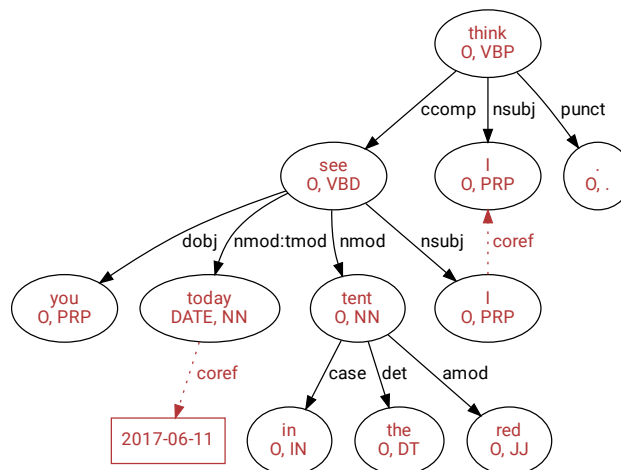 think
O, VBP
ccomp nsubj punct
see
O, VBD
I
O, PRP
.
O, .
dobj nmod:tmod nmod nsubj coref
you
O, PRP
today
DATE, NN
tent
O, NN
I
O, PRP
coref case det amod
2017-06-11
in
O, IN
the
O, DT
red
O, JJ